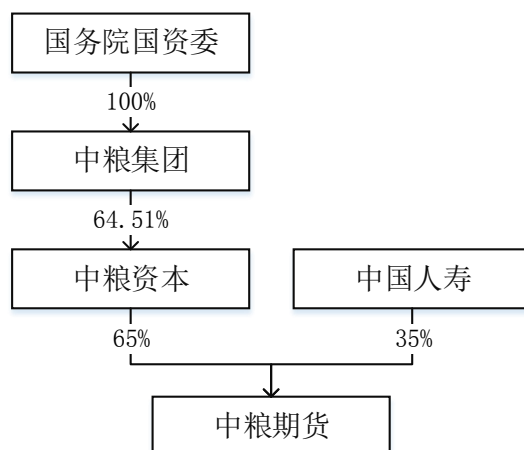 国务院国资委
100%
中粮集团
64.51%
中粮资本
中国人寿
65%
35%
中粮期货